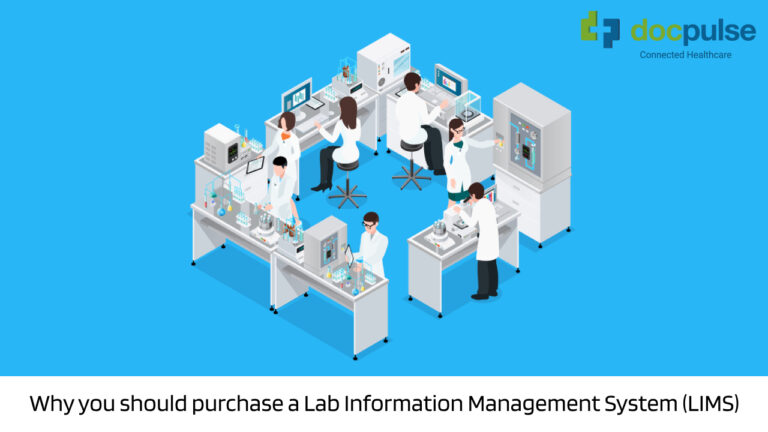 docpulse
Connected Healthcare
Why you should purchase a Lab Information Management System (LIMS)